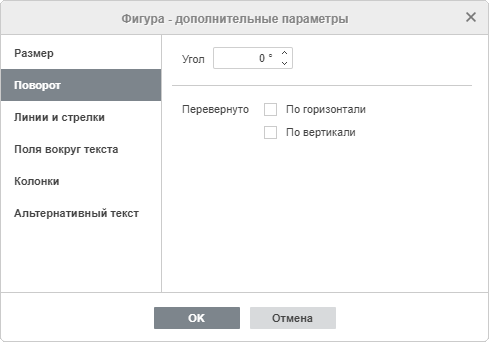 Фигура - дополнительные параметры
Размер
Поворот
Линии и стрелки
Поля вокруг текста
Колонки
Альтернативный текст
Угол 0 °
Перевернуто По горизонтали
По вертикали
OK Отмена